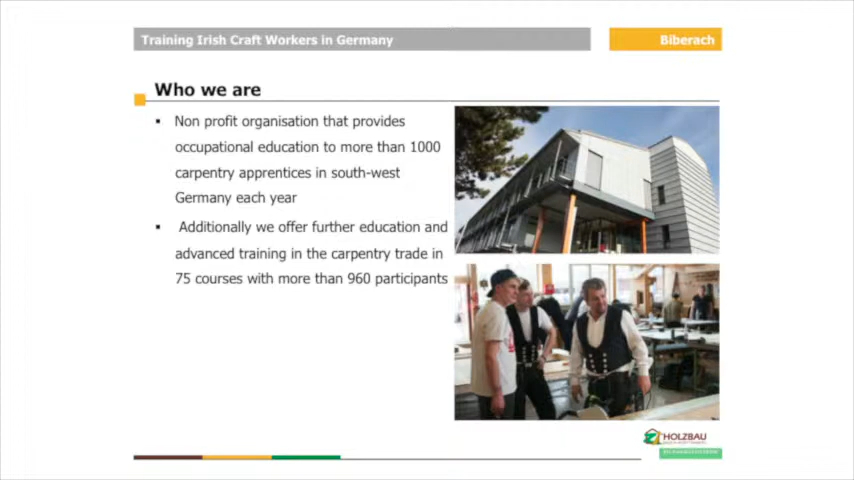 Training Irish Craft Workers in Germany
Biberach
Who we are
▪ Non profit organisation that provides
occupational education to more than 1000
carpentry apprentices in south-west
Germany each year
▪ Additionally we offer further education and
advanced training in the carpentry trade in
75 courses with more than 960 participants
HOLZBAU